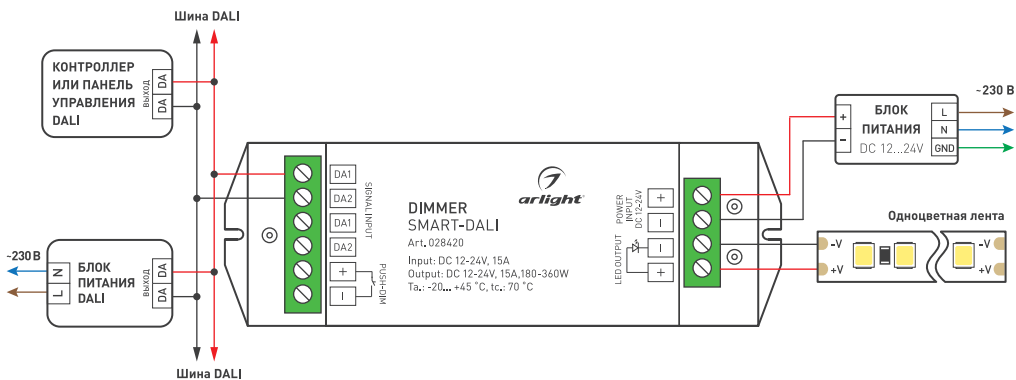 Шина DALI
КОНТРОЛЛЕР
ИЛИ ПАНЕЛЬ
УПРАВЛЕНИЯ
DALI
ВЫХОД
DA
DA
~230 В
N
L
БЛОК
ПИТАНИЯ
DALI
ВЫХОД
DA
DA
Шина DALI
DA1
DA2
DA1
DA2
+
–
SIGNAL INPUT
PUSH-DIM
arlight
DIMMER
SMART-DALI
Art. 028420
Input: DC 12-24V, 15A
Output: DC 12-24V, 15A,180-360W
Ta.: -20... +45 ˚C, tc.: 70 ˚C
POWER
INPUT
DC 12-24V
LED OUTPUT
+
–
–
+
~230 В
+
–
БЛОК
ПИТАНИЯ
DC 12...24V
L
N
GND
Одноцветная лента
-V
+V
-V
+V